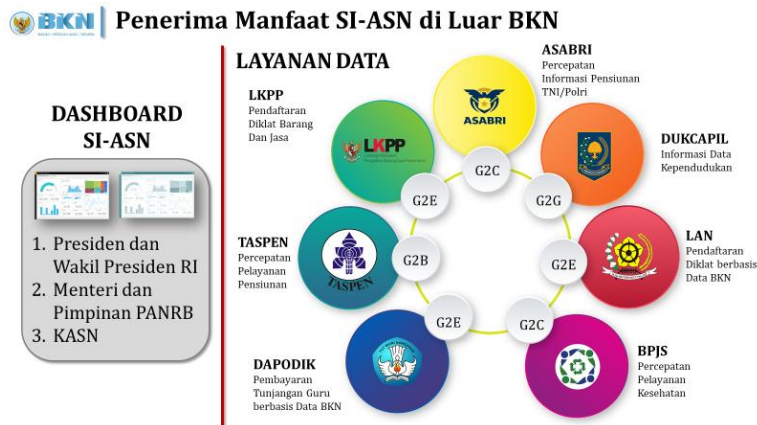 BKN
Penerima Manfaat SI-ASN di Luar BKN
DASHBOARD
SI-ASN
1. Presiden dan
Wakil Presiden RI
2. Menteri dan
Pimpinan PANRB
3. KASN
LAYANAN DATA
ASABRI
Percepatan
Informasi Pensiunan
TNI/Polri
ASABRI
G2C
DUKCAPIL
Informasi Data
Kependudukan
G2G
LAN
Pendaftaran
Diklat berbasis
Data BKN
G2E
BPJS
Percepatan
Pelayanan
Kesehatan
G2C
DAPODIK
Pembayaran
Tunjangan Guru
berbasis Data BKN
G2E
TASPEN
Percepatan
Pelayanan
Pensiunan
TASPEN
G2B
LKPP
Pendaftaran
Diklat Barang
Dan Jasa
LKPP
G2E